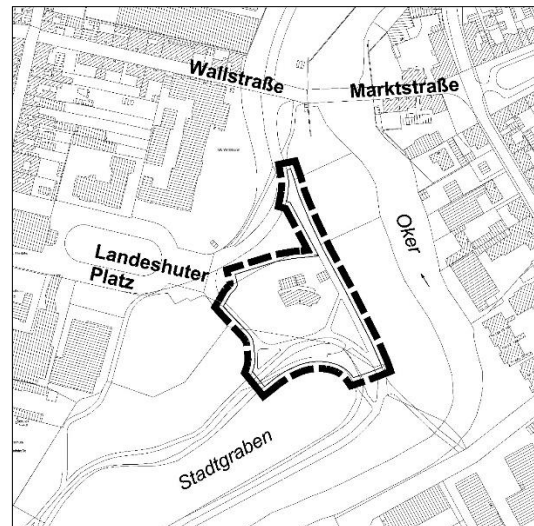 Wallstraße
Marktstraße
Oker
Landeshuter
Platz
Stadtgraben